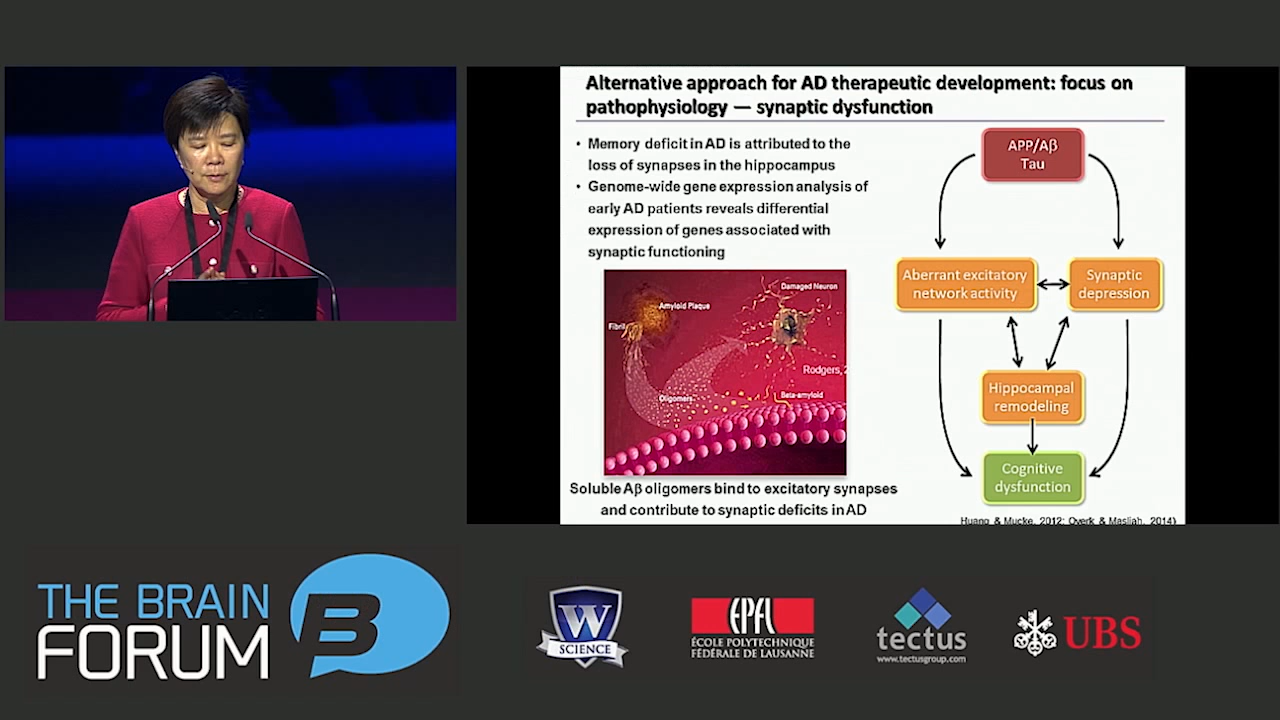 Alternative approach for AD therapeutic development: focus on
pathophysiology — synaptic dysfunction
• Memory deficit in AD is attributed to the
loss of synapses in the hippocampus
• Genome-wide gene expression analysis of
early AD patients reveals differential
expression of genes associated with
synaptic functioning
Damaged Neuron
Amyloid Plaque
Fibril
Rodgers, 2
Oligomers
Beta-amyloid
Soluble Aβ oligomers bind to excitatory synapses
and contribute to synaptic deficits in AD
APP/Aβ
Tau
Aberrant excitatory
network activity
Synaptic
depression
Hippocampal
remodeling
Cognitive
dysfunction
Huang & Mucke, 2012; Overk & Masliah, 2014)
THE BRAIN
FORUM
B
W
SCIENCE
EPFL
ÉCOLE POLYTECHNIQUE
FÉDÉRALE DE LAUSANNE
tectus
www.tectusgroup.com
UBS